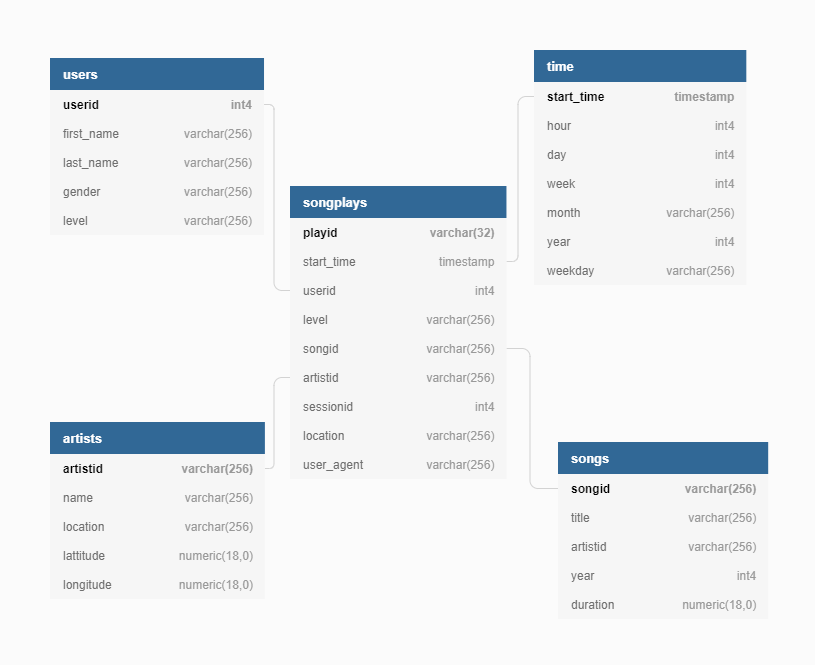 users
userid int4
first_name varchar(256)
last_name varchar(256)
gender varchar(256)
level varchar(256)
time
start_time timestamp
hour int4
day int4
week int4
month varchar(256)
year int4
weekday varchar(256)
songplays
playid varchar(32)
start_time timestamp
userid int4
level varchar(256)
songid varchar(256)
artistid varchar(256)
sessionid int4
location varchar(256)
user_agent varchar(256)
artists
artistid varchar(256)
name varchar(256)
location varchar(256)
lattitude numeric(18,0)
longitude numeric(18,0)
songs
songid varchar(256)
title varchar(256)
artistid varchar(256)
year int4
duration numeric(18,0)